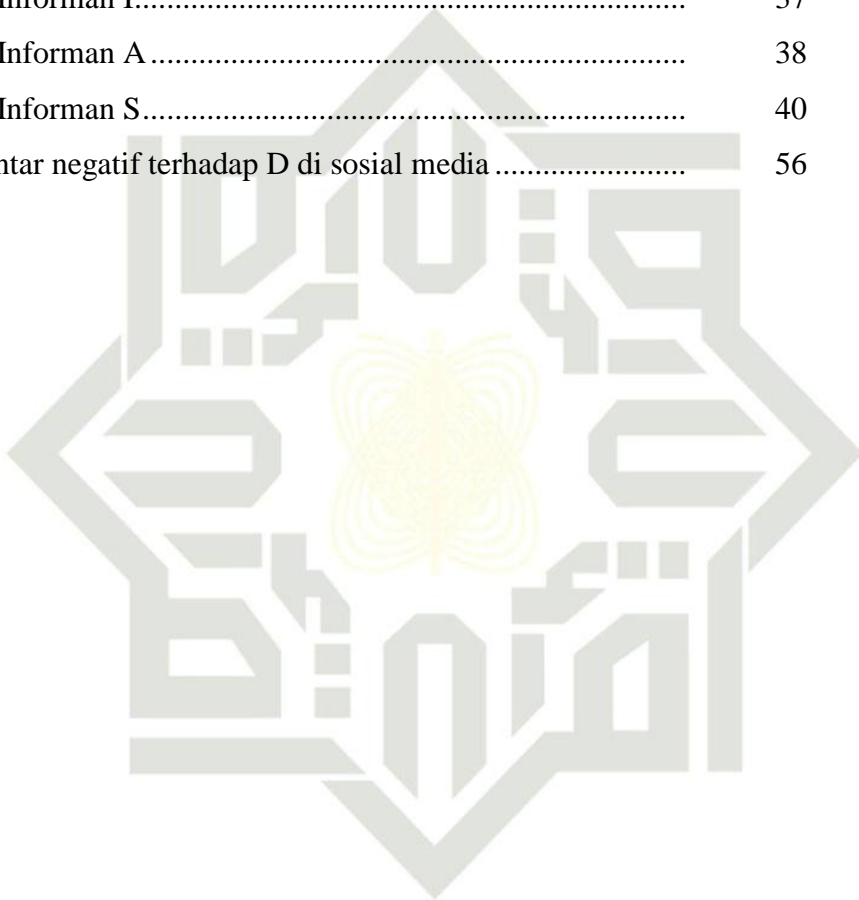 Informan I ........................................................................ 37
Informan A ...................................................................... 38
Informan S ....................................................................... 40
ntar negatif terhadap D di sosial media ........................ 56